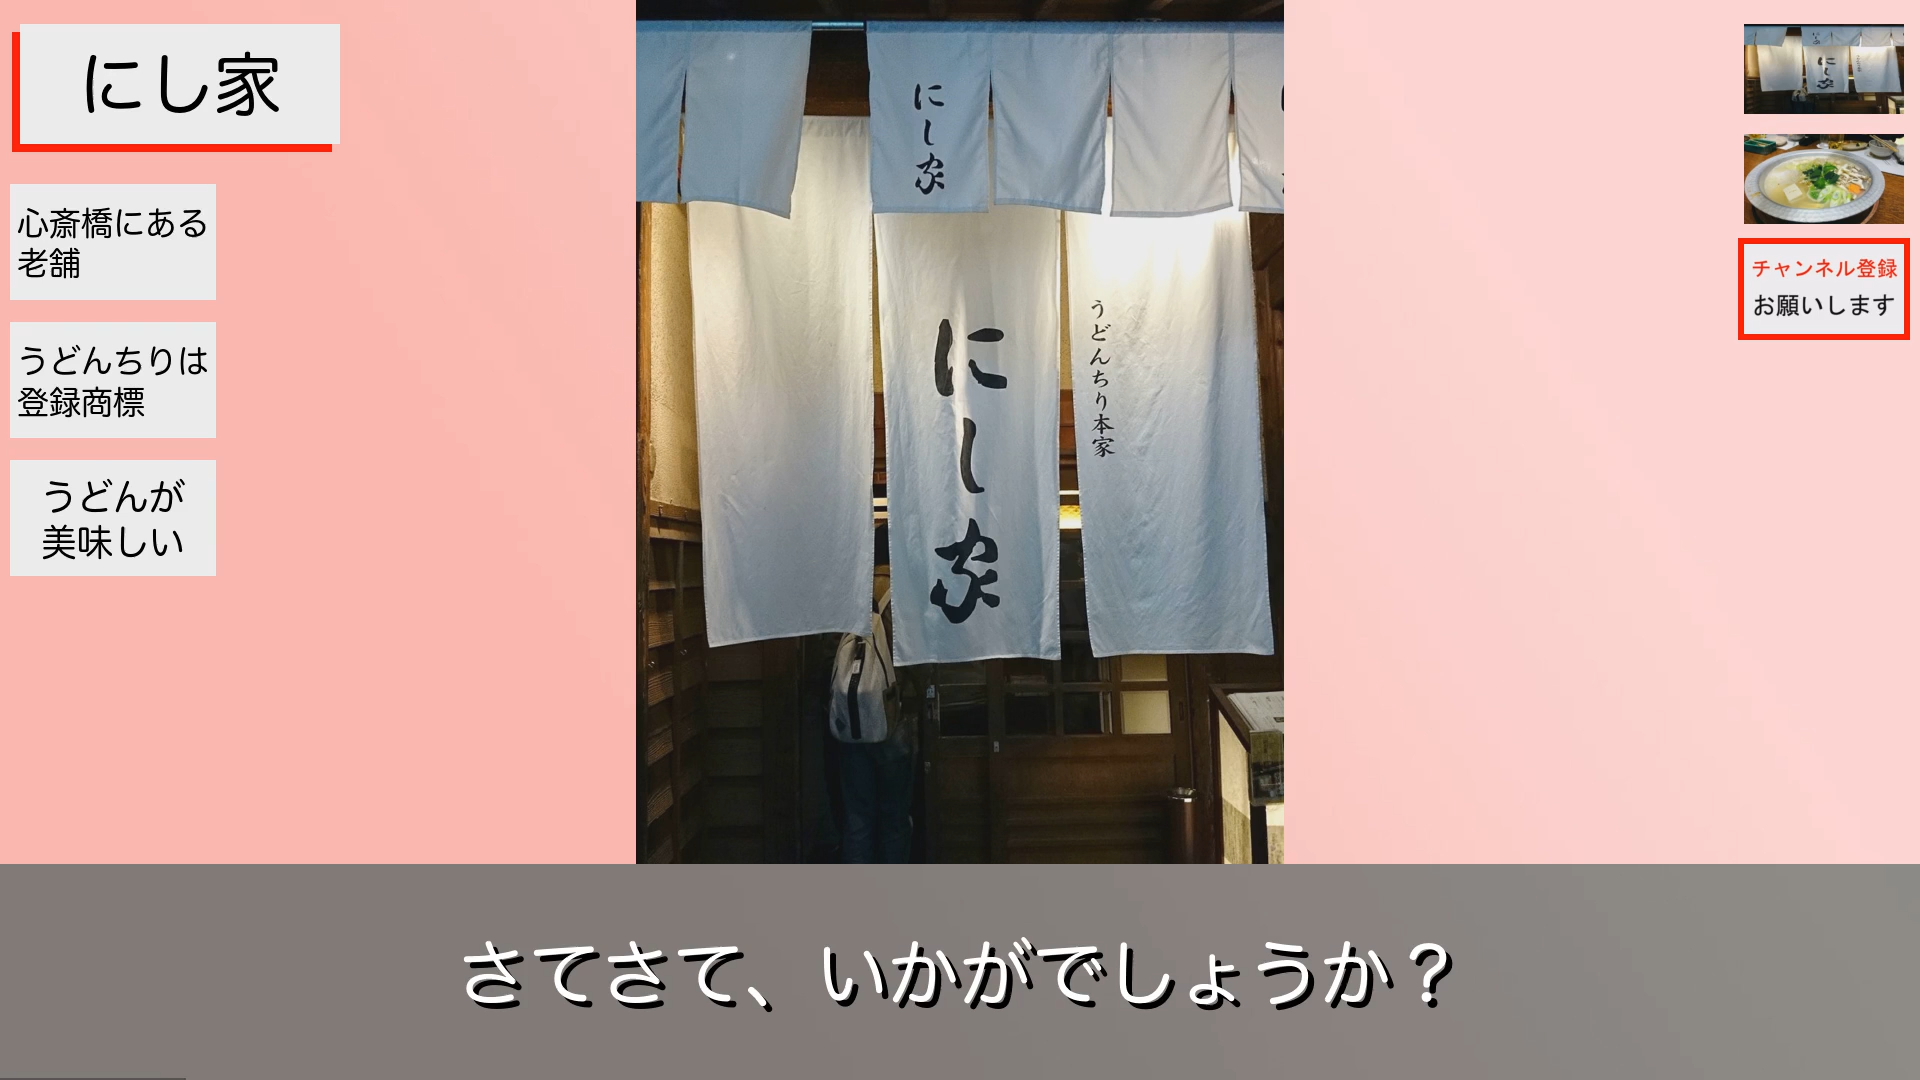 にし家
心斎橋にある
老舗
うどんちりは
登録商標
うどんが
美味しい
にし家
にし家
うどんちり本家
にし家
チャンネル登録
お願いします
さてさて、いかがでしょうか？